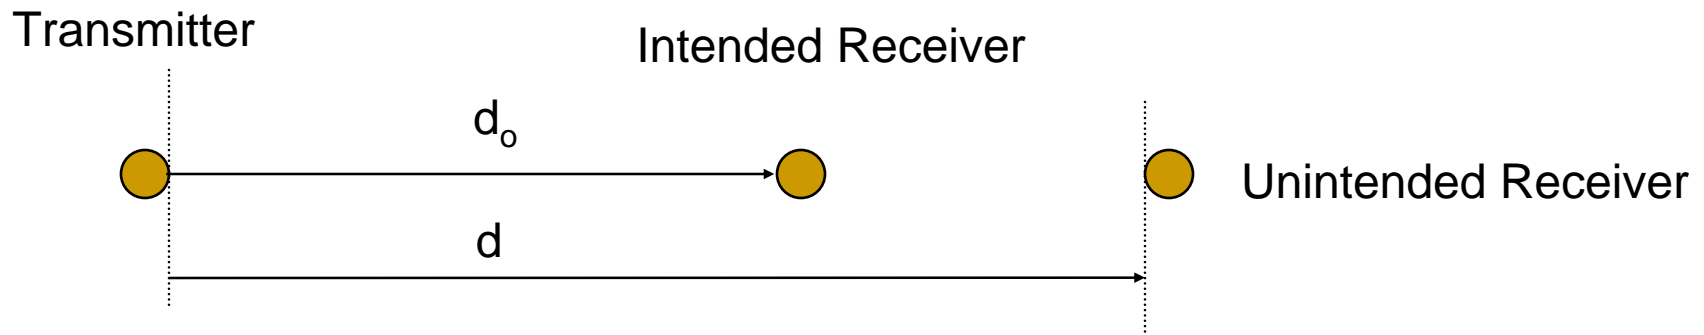 Transmitter
Intended Receiver
dₒ
Unintended Receiver
d